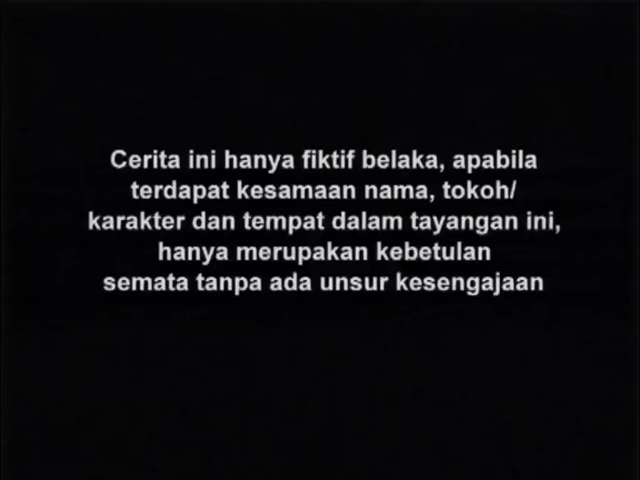 Cerita ini hanya fiktif belaka, apabila
terdapat kesamaan nama, tokoh/
karakter dan tempat dalam tayangan ini,
hanya merupakan kebetulan
semata tanpa ada unsur kesengajaan